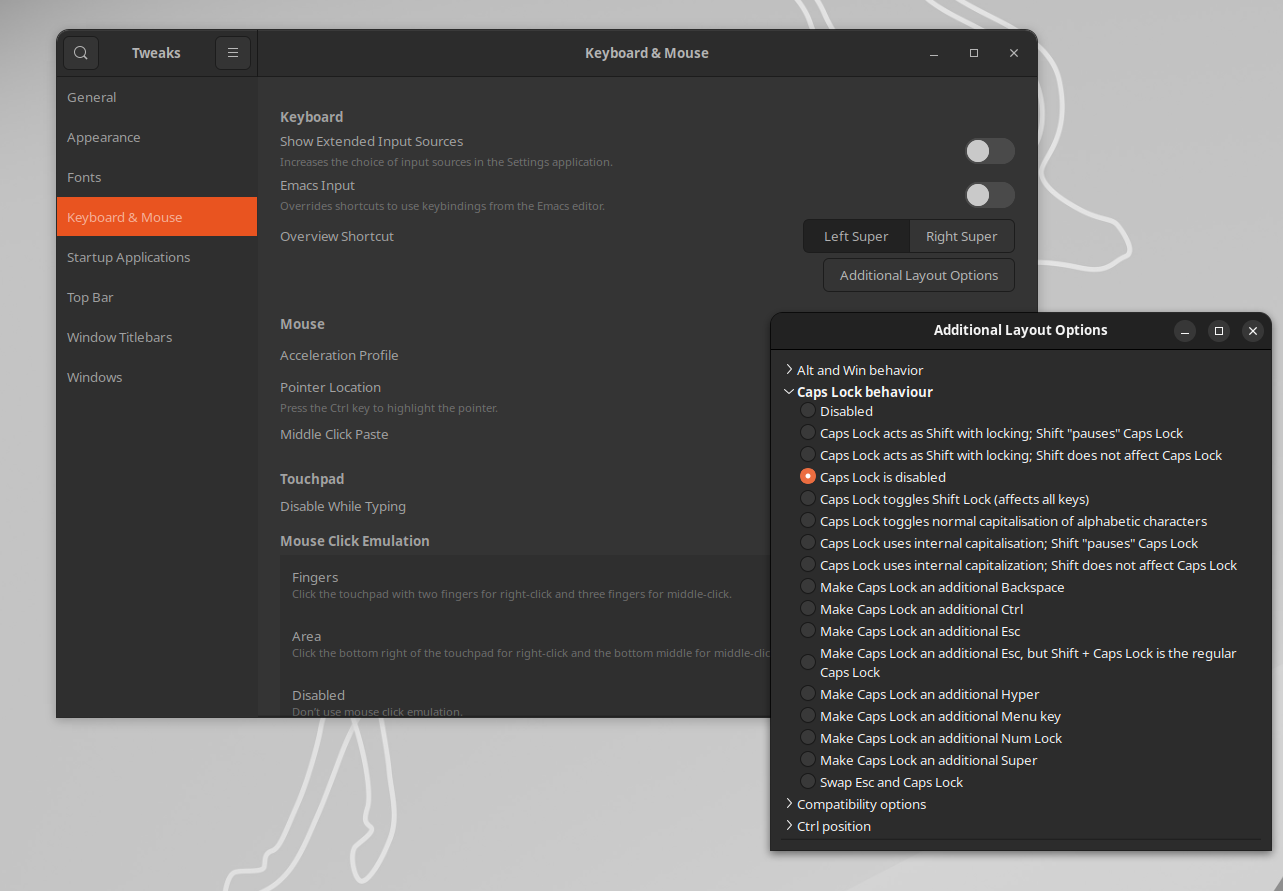 Tweaks
Keyboard & Mouse
General
Appearance
Fonts
Keyboard & Mouse
Startup Applications
Top Bar
Window Titlebars
Windows
Keyboard
Show Extended Input Sources
Increases the choice of input sources in the Settings application.
Emacs Input
Overrides shortcuts to use keybindings from the Emacs editor.
Overview Shortcut
Left Super
Right Super
Additional Layout Options
Mouse
Acceleration Profile
Pointer Location
Press the Ctrl key to highlight the pointer.
Middle Click Paste
Touchpad
Disable While Typing
Mouse Click Emulation
Fingers
Click the touchpad with two fingers for right-click and three fingers for middle-click.
Area
Click the bottom right of the touchpad for right-click and the bottom middle for middle-clic
Disabled
Don't use mouse click emulation.
Additional Layout Options
Alt and Win behavior
Caps Lock behaviour
Disabled
Caps Lock acts as Shift with locking; Shift "pauses" Caps Lock
Caps Lock acts as Shift with locking; Shift does not affect Caps Lock
Caps Lock is disabled
Caps Lock toggles Shift Lock (affects all keys)
Caps Lock toggles normal capitalisation of alphabetic characters
Caps Lock uses internal capitalisation; Shift "pauses" Caps Lock
Caps Lock uses internal capitalization; Shift does not affect Caps Lock
Make Caps Lock an additional Backspace
Make Caps Lock an additional Ctrl
Make Caps Lock an additional Esc
Make Caps Lock an additional Esc, but Shift + Caps Lock is the regular
Caps Lock
Make Caps Lock an additional Hyper
Make Caps Lock an additional Menu key
Make Caps Lock an additional Num Lock
Make Caps Lock an additional Super
Swap Esc and Caps Lock
Compatibility options
Ctrl position